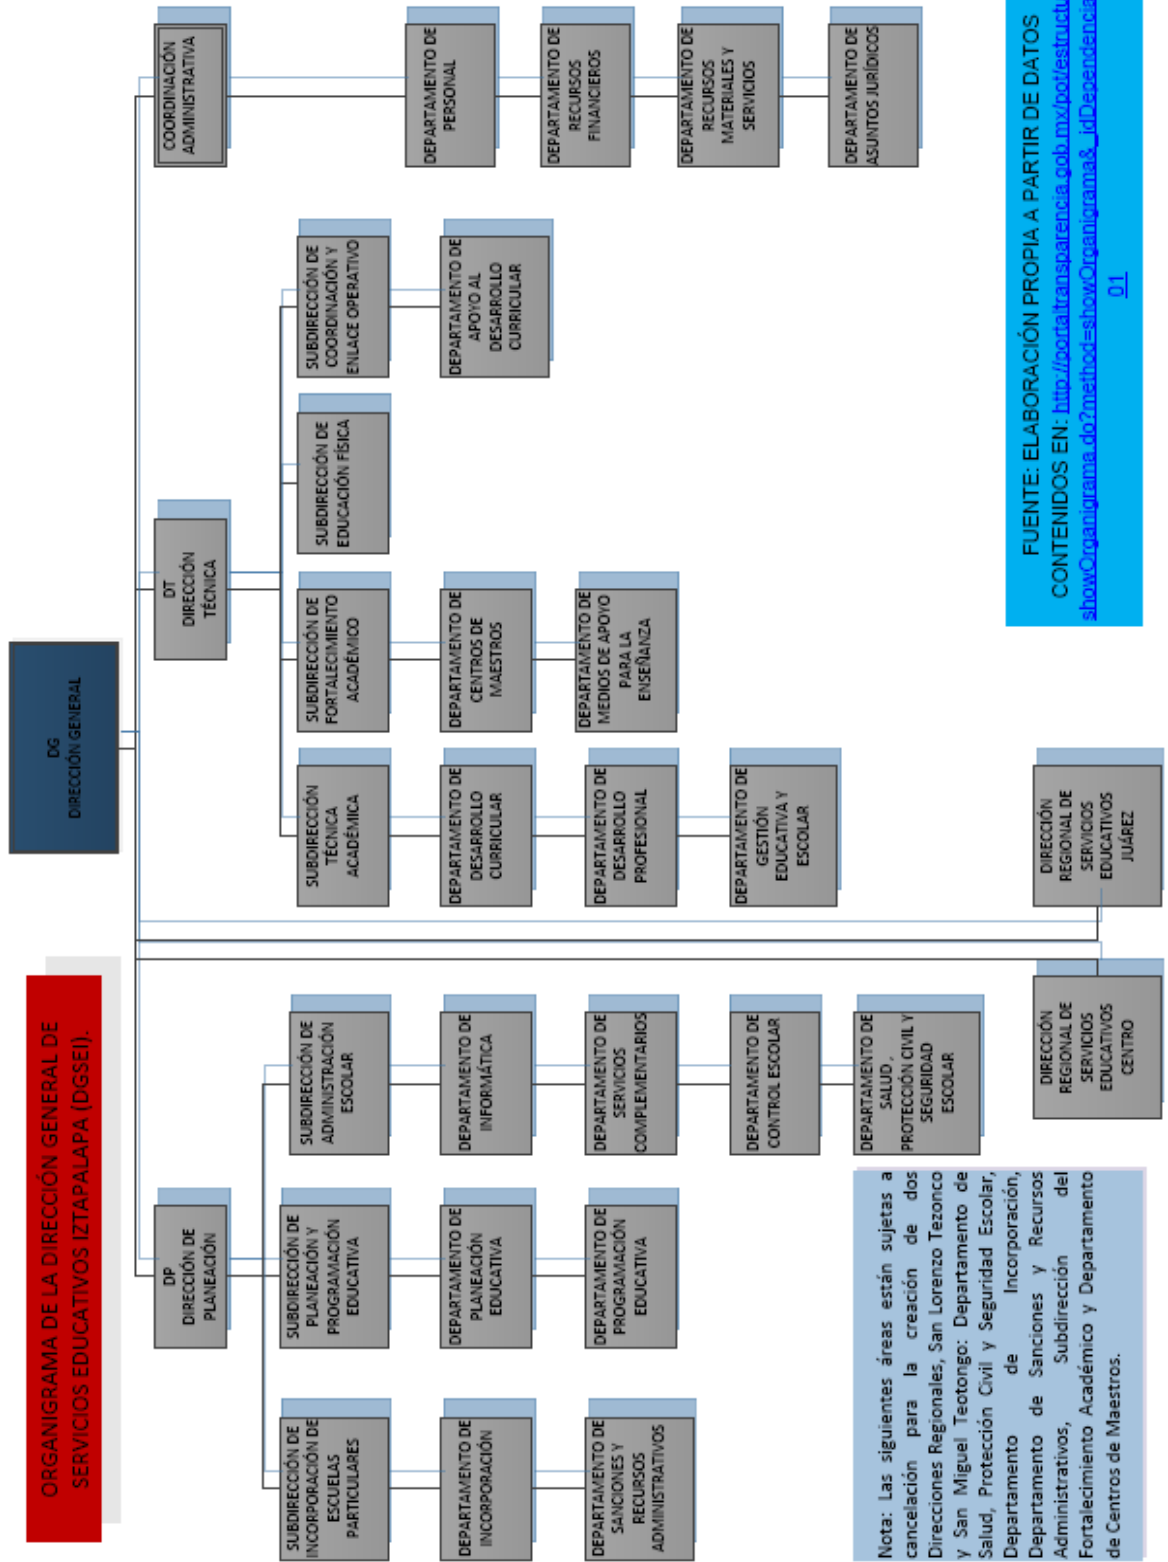 ORGANIGRAMA DE LA DIRECCIÓN GENERAL DE
SERVICIOS EDUCATIVOS IZTAPALAPA (DGSEI).
DG
DIRECCIÓN GENERAL
DP
DIRECCIÓN DE
PLANEACIÓN
DT
DIRECCIÓN
TÉCNICA
COORDINACIÓN
ADMINISTRATIVA
SUBDIRECCIÓN DE
INCORPORACIÓN DE
ESCUELAS
PARTICULARES
DEPARTAMENTO DE
INCORPORACIÓN
DEPARTAMENTO DE
SANCIONES Y
RECURSOS
ADMINISTRATIVOS
SUBDIRECCIÓN DE
PLANEACIÓN Y
PROGRAMACIÓN
EDUCATIVA
DEPARTAMENTO DE
PLANEACIÓN
EDUCATIVA
DEPARTAMENTO DE
PROGRAMACIÓN
EDUCATIVA
SUBDIRECCIÓN DE
ADMINISTRACIÓN
ESCOLAR
DEPARTAMENTO DE
INFORMÁTICA
DEPARTAMENTO DE
SERVICIOS
COMPLEMENTARIOS
DEPARTAMENTO DE
CONTROL ESCOLAR
DEPARTAMENTO DE
SALUD,
PROTECCIÓN CIVIL Y
SEGURIDAD
ESCOLAR
SUBDIRECCIÓN
TÉCNICA
ACADÉMICA
DEPARTAMENTO DE
DESARROLLO
CURRICULAR
DEPARTAMENTO DE
DESARROLLO
PROFESIONAL
DEPARTAMENTO DE
GESTIÓN
EDUCATIVA Y
ESCOLAR
SUBDIRECCIÓN DE
FORTALECIMIENTO
ACADÉMICO
DEPARTAMENTO DE
CENTROS DE
MAESTROS
DEPARTAMENTO DE
MEDIOS DE APOYO
PARA LA
ENSEÑANZA
SUBDIRECCIÓN DE
EDUCACIÓN FÍSICA
SUBDIRECCIÓN DE
COORDINACIÓN Y
ENLACE OPERATIVO
DEPARTAMENTO DE
APOYO AL
DESARROLLO
CURRICULAR
DEPARTAMENTO DE
PERSONAL
DEPARTAMENTO DE
RECURSOS
FINANCIEROS
DEPARTAMENTO DE
RECURSOS
MATERIALES Y
SERVICIOS
DEPARTAMENTO DE
ASUNTOS JURÍDICOS
DIRECCIÓN
REGIONAL DE
SERVICIOS
EDUCATIVOS
CENTRO
DIRECCIÓN
REGIONAL DE
SERVICIOS
EDUCATIVOS
JUÁREZ
Nota: Las siguientes áreas están sujetas a
cancelación para la creación de dos
Direcciones Regionales, San Lorenzo Tezonco
y San Miguel Teotongo: Departamento de
Salud, Protección Civil y Seguridad Escolar,
Departamento de Incorporación,
Departamento de Sanciones y Recursos
Administrativos, Subdirección del
Fortalecimiento Académico y Departamento
de Centros de Maestros.
FUENTE: ELABORACIÓN PROPIA A PARTIR DE DATOS
CONTENIDOS EN: http://portaltransparencia.gob.mx/pot/estructu
showOrganigrama.do?method=showOrganigrama&_idDependencia
01